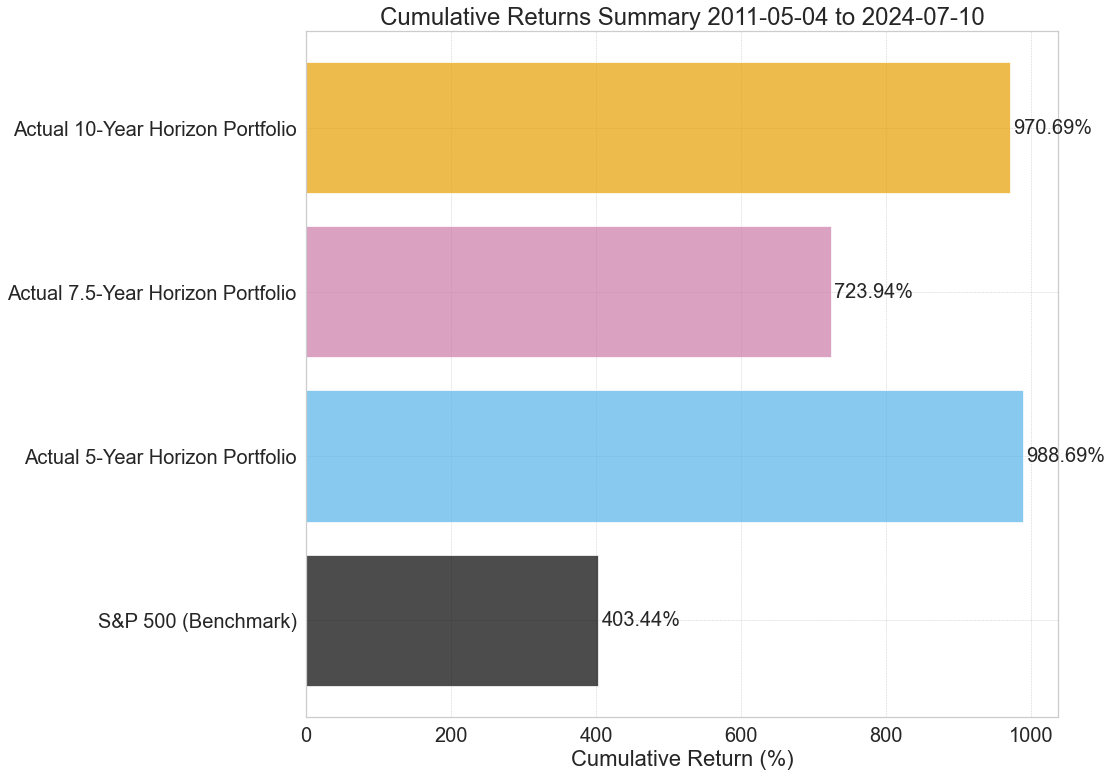 Cumulative Returns Summary 2011-05-04 to 2024-07-10
Actual 10-Year Horizon Portfolio
970.69%
Actual 7.5-Year Horizon Portfolio
723.94%
Actual 5-Year Horizon Portfolio
988.69%
S&P 500 (Benchmark)
403.44%
0 200 400 600 800 1000
Cumulative Return (%)